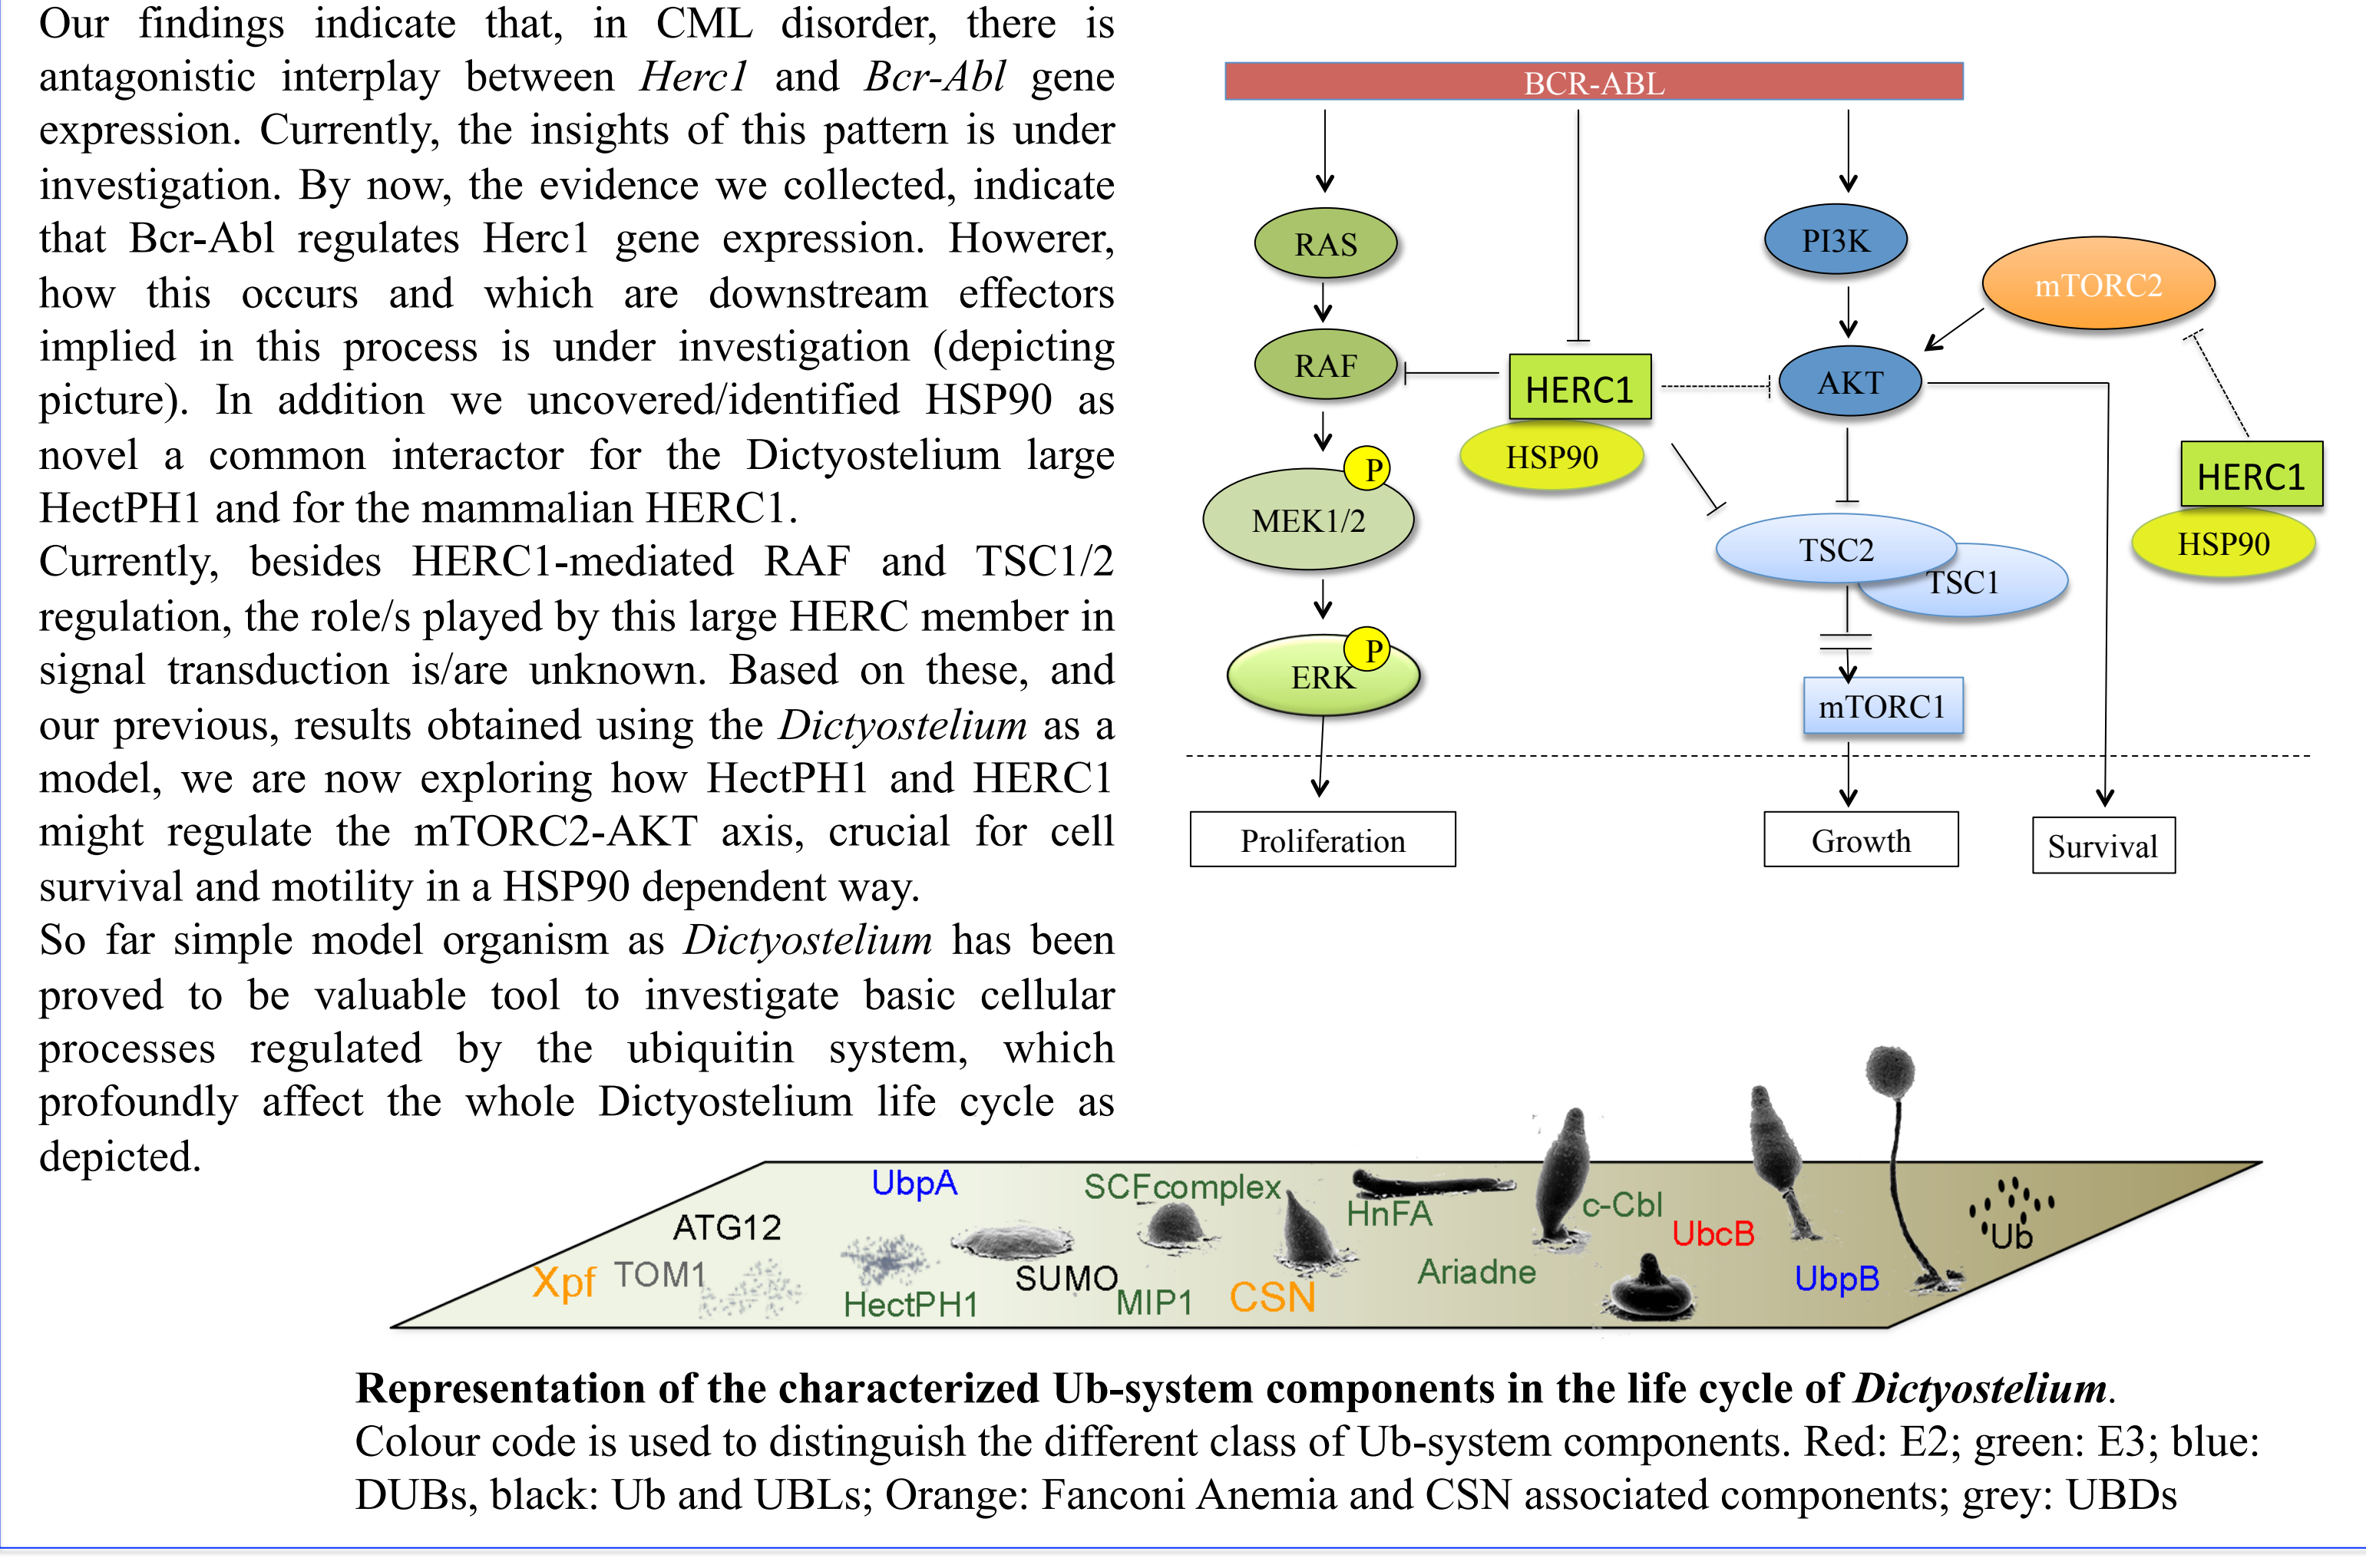 Our findings indicate that, in CML disorder, there is
antagonistic interplay between Herc1 and Bcr-Abl gene
expression. Currently, the insights of this pattern is under
investigation. By now, the evidence we collected, indicate
that Bcr-Abl regulates Herc1 gene expression. Howerer,
how this occurs and which are downstream effectors
implied in this process is under investigation (depicting
picture). In addition we uncovered/identified HSP90 as
novel a common interactor for the Dictyostelium large
HectPH1 and for the mammalian HERC1.
Currently, besides HERC1-mediated RAF and TSC1/2
regulation, the role/s played by this large HERC member in
signal transduction is/are unknown. Based on these, and
our previous, results obtained using the Dictyostelium as a
model, we are now exploring how HectPH1 and HERC1
might regulate the mTORC2-AKT axis, crucial for cell
survival and motility in a HSP90 dependent way.
So far simple model organism as Dictyostelium has been
proved to be valuable tool to investigate basic cellular
processes regulated by the ubiquitin system, which
profoundly affect the whole Dictyostelium life cycle as
depicted.
BCR-ABL
RAS
PI3K
mTORC2
RAF
HERC1
AKT
HSP90
P
MEK1/2
HERC1
TSC2
HSP90
TSC1
P
ERK
mTORC1
Proliferation
Growth
Survival
UbpA
SCFcomplex
HnFA
c-Cbl
ATG12
UbcB
Ub
Xpf
TOM1
SUMO
Ariadne
UbpB
HectPH1
MIP1
CSN
Representation of the characterized Ub-system components in the life cycle of Dictyostelium.
Colour code is used to distinguish the different class of Ub-system components. Red: E2; green: E3; blue:
DUBs, black: Ub and UBLs; Orange: Fanconi Anemia and CSN associated components; grey: UBDs